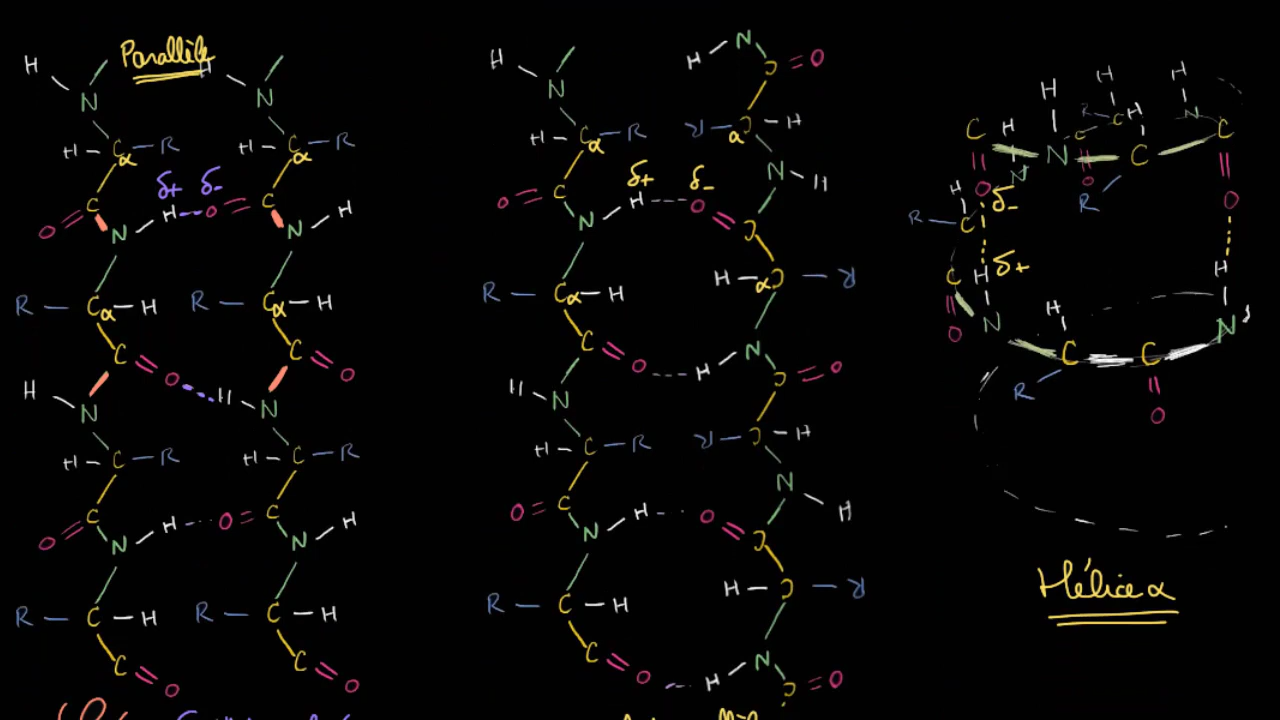 Parallèle
H H
N N
H – C α – R H – C α – R
δ+ δ-
C C
O N H O N H
R – C α – H R – C α – H
C C
O O
H N H N
H – C – R H – C – R
C C
O N H O N H
R – C – H R – C – H
C C
O O
H N N C = O
H
H – C α – R R – C α – H
δ+ δ-
O = C N H O C N – H
R – C α – H H – C α – R
C O H N C = O
H N
H – C – R R – C – H
O = C N H O C N H
R – C – H H – C – R
C O H N C = O
H H H
C H N R C H N C
O N O C C
H R O
R C δ-
C H δ+ H
O N N
H
C C
R O
Hélice α